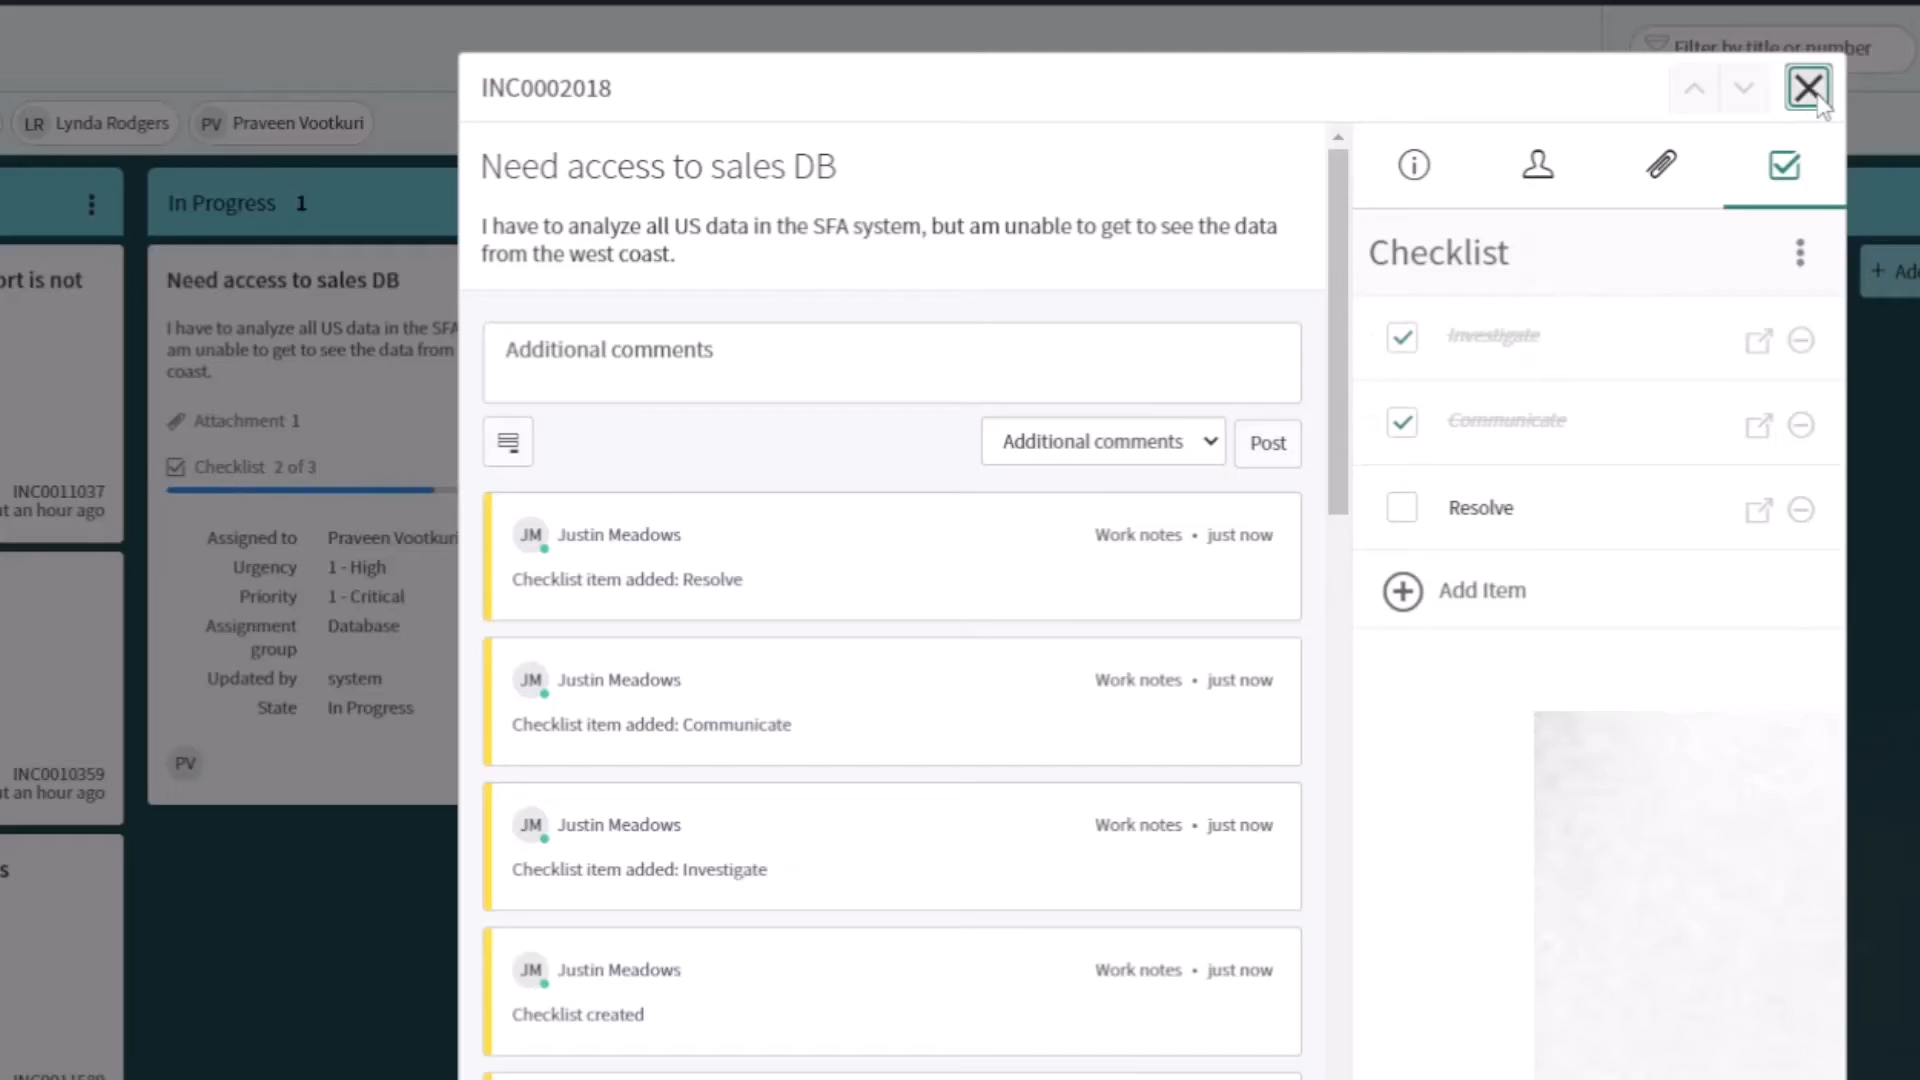 Filter by title or number
LR Lynda Rodgers
PV Praveen Vootkuri
ort is not
INC0011037
t an hour ago
INC0010359
t an hour ago
s
In Progress 1
Need access to sales DB
I have to analyze all US data in the SFA
am unable to get to see the data from
coast.
Attachment 1
Checklist 2 of 3
Assigned to Praveen Vootkuri
Urgency 1 - High
Priority 1 - Critical
Assignment group Database
Updated by system
State In Progress
PV
INC0002018
Need access to sales DB
I have to analyze all US data in the SFA system, but am unable to get to see the data
from the west coast.
Additional comments
Additional comments
Post
JM Justin Meadows Work notes • just now
Checklist item added: Resolve
JM Justin Meadows Work notes • just now
Checklist item added: Communicate
JM Justin Meadows Work notes • just now
Checklist item added: Investigate
JM Justin Meadows Work notes • just now
Checklist created
Checklist
Investigate
Communicate
Resolve
Add Item
+ Ad